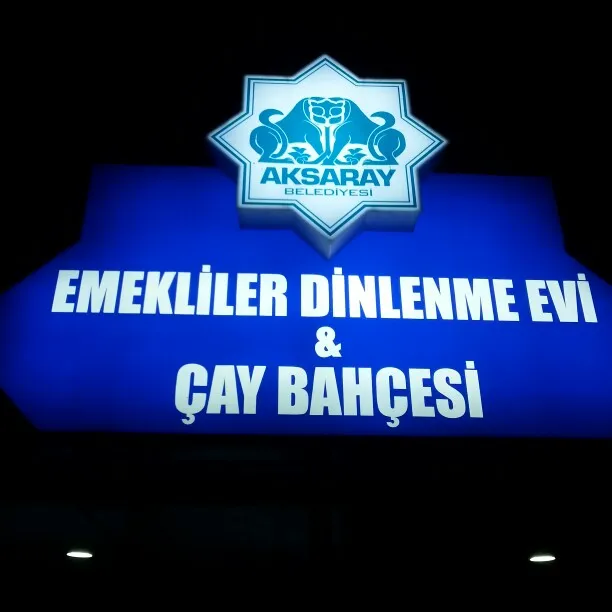 AKSARAY
BELEDİYESİ
EMEKLİLER DİNLENME EVİ
&
ÇAY BAHÇESİ